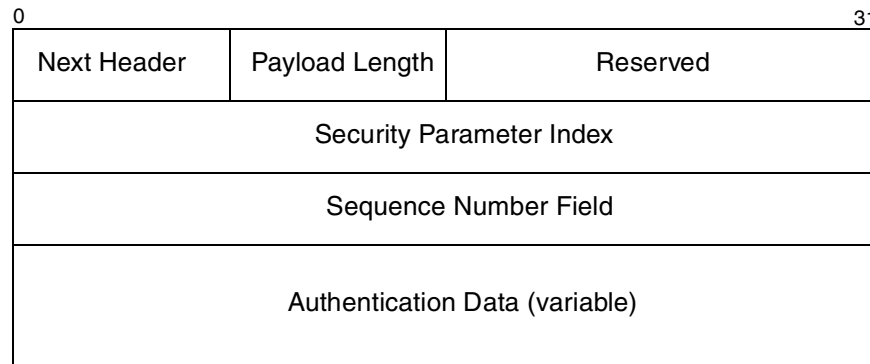 0 31
Next Header Payload Length Reserved
Security Parameter Index
Sequence Number Field
Authentication Data (variable)